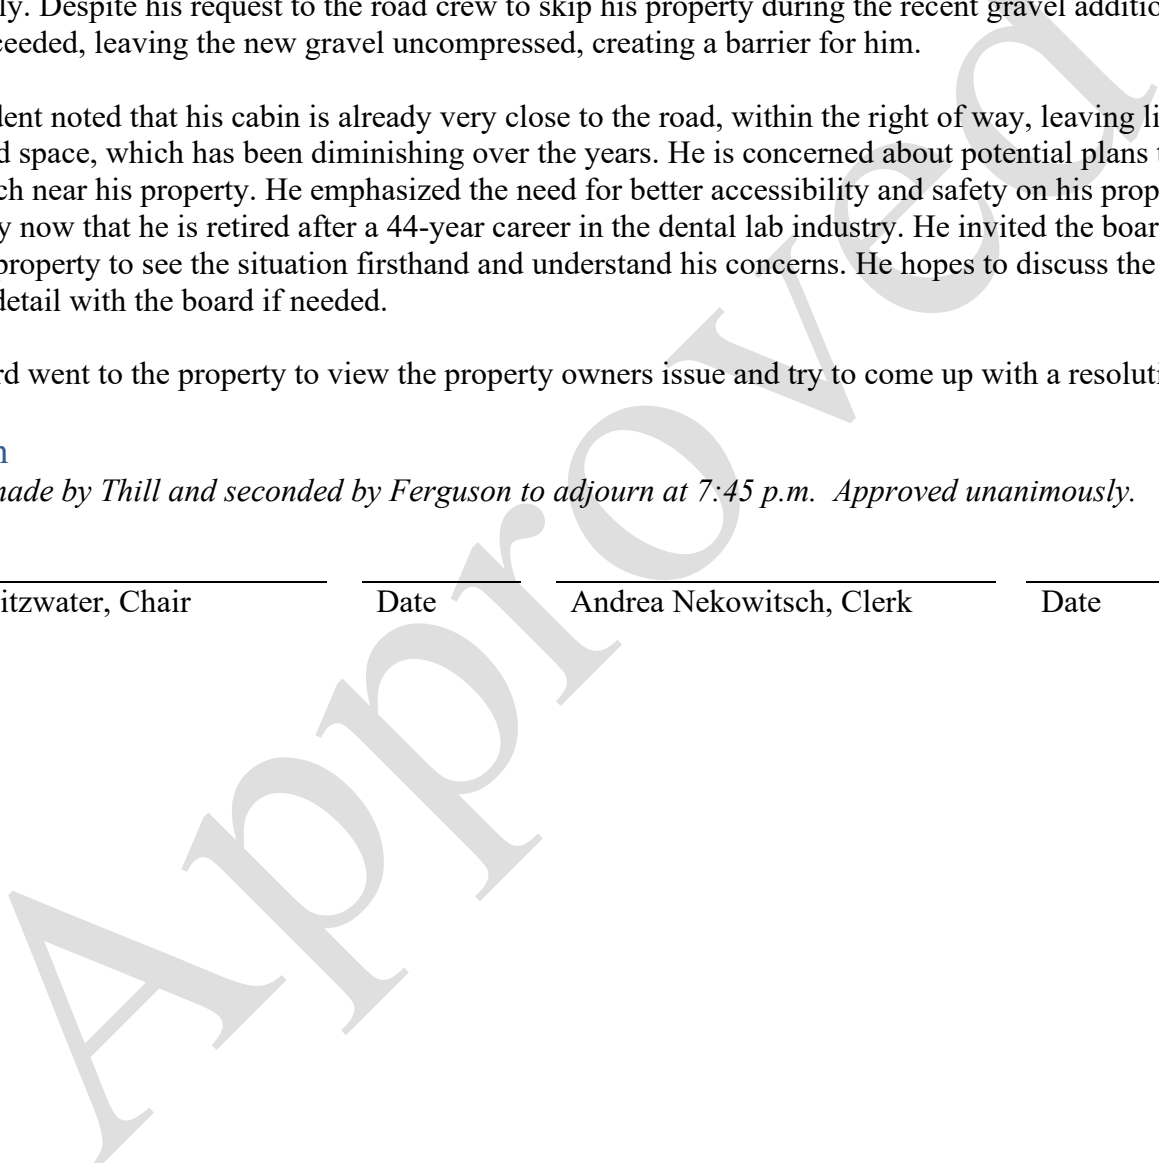 ly. Despite his request to the road crew to skip his property during the recent gravel additio
ceeded, leaving the new gravel uncompressed, creating a barrier for him.
dent noted that his cabin is already very close to the road, within the right of way, leaving li
d space, which has been diminishing over the years. He is concerned about potential plans t
ch near his property. He emphasized the need for better accessibility and safety on his prop
y now that he is retired after a 44-year career in the dental lab industry. He invited the boar
property to see the situation firsthand and understand his concerns. He hopes to discuss the
detail with the board if needed.
rd went to the property to view the property owners issue and try to come up with a resoluti
n
made by Thill and seconded by Ferguson to adjourn at 7:45 p.m.  Approved unanimously.
itzwater, Chair Date Andrea Nekowitsch, Clerk Date
Approved